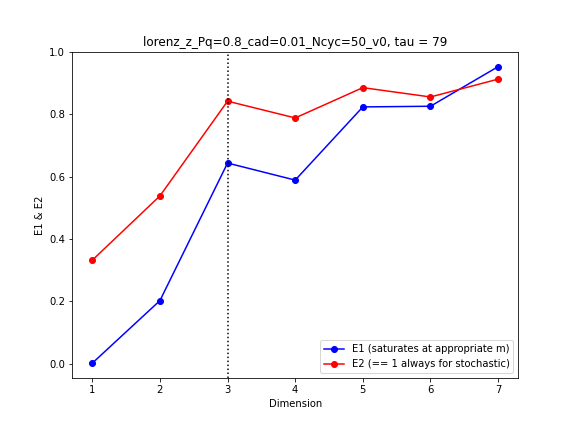 lorenz_z_Pq=0.8_cad=0.01_Ncyc=50_v0, tau = 79
1.0
0.8
0.6
0.4
0.2
0.0
E1 & E2
E1 (saturates at appropriate m)
E2 (== 1 always for stochastic)
1 2 3 4 5 6 7
Dimension